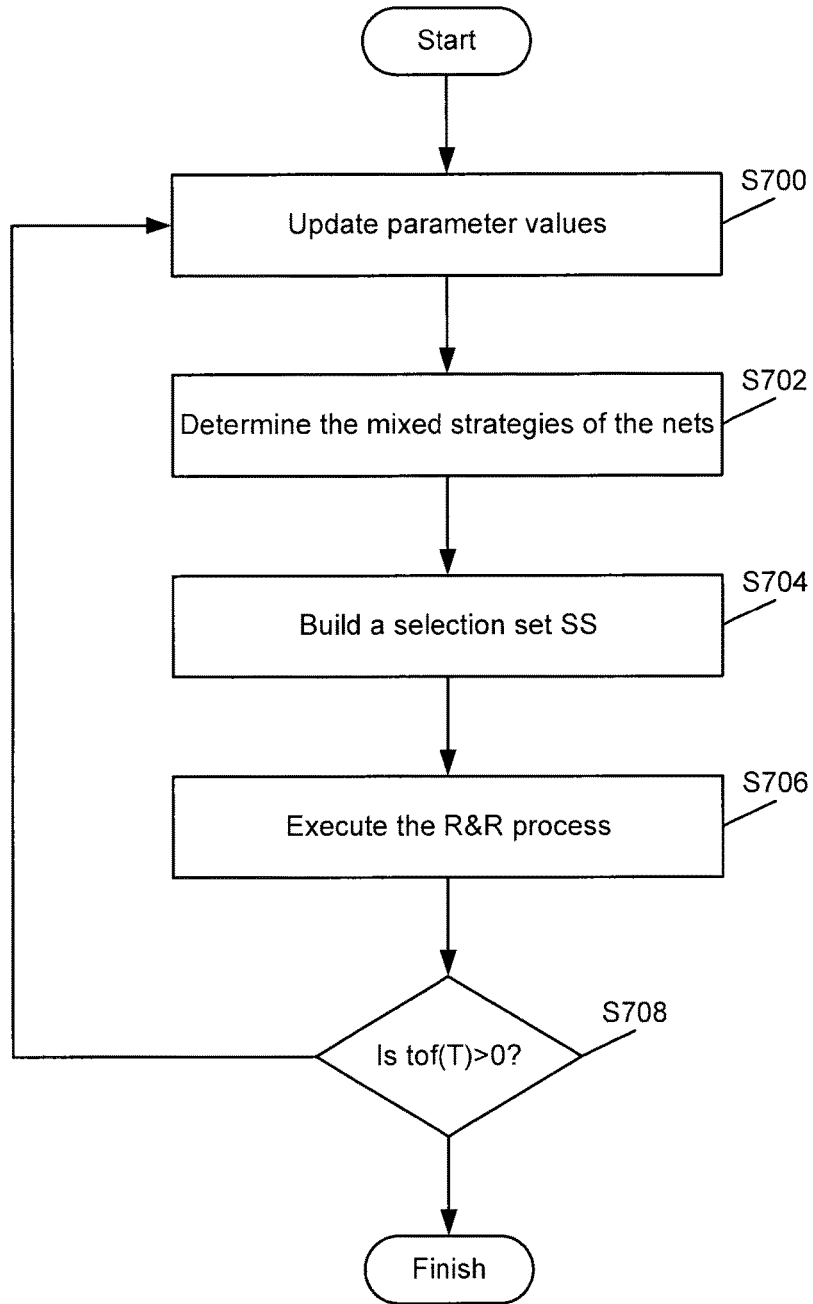 Start
S700
Update parameter values
S702
Determine the mixed strategies of the nets
S704
Build a selection set SS
S706
Execute the R&R process
S708
Is tof(T)>0?
Finish